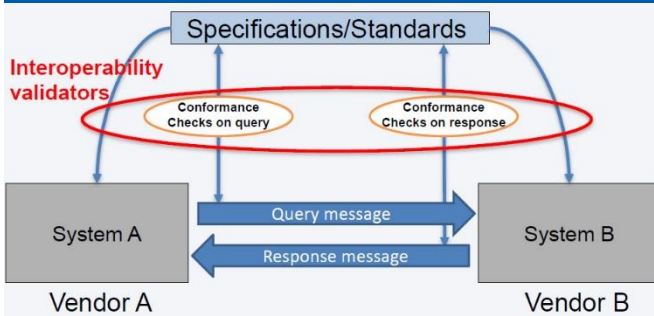 Specifications/Standards
Interoperability
validators
Conformance
Checks on query
Conformance
Checks on response
Query message
System A
System B
Response message
Vendor A
Vendor B